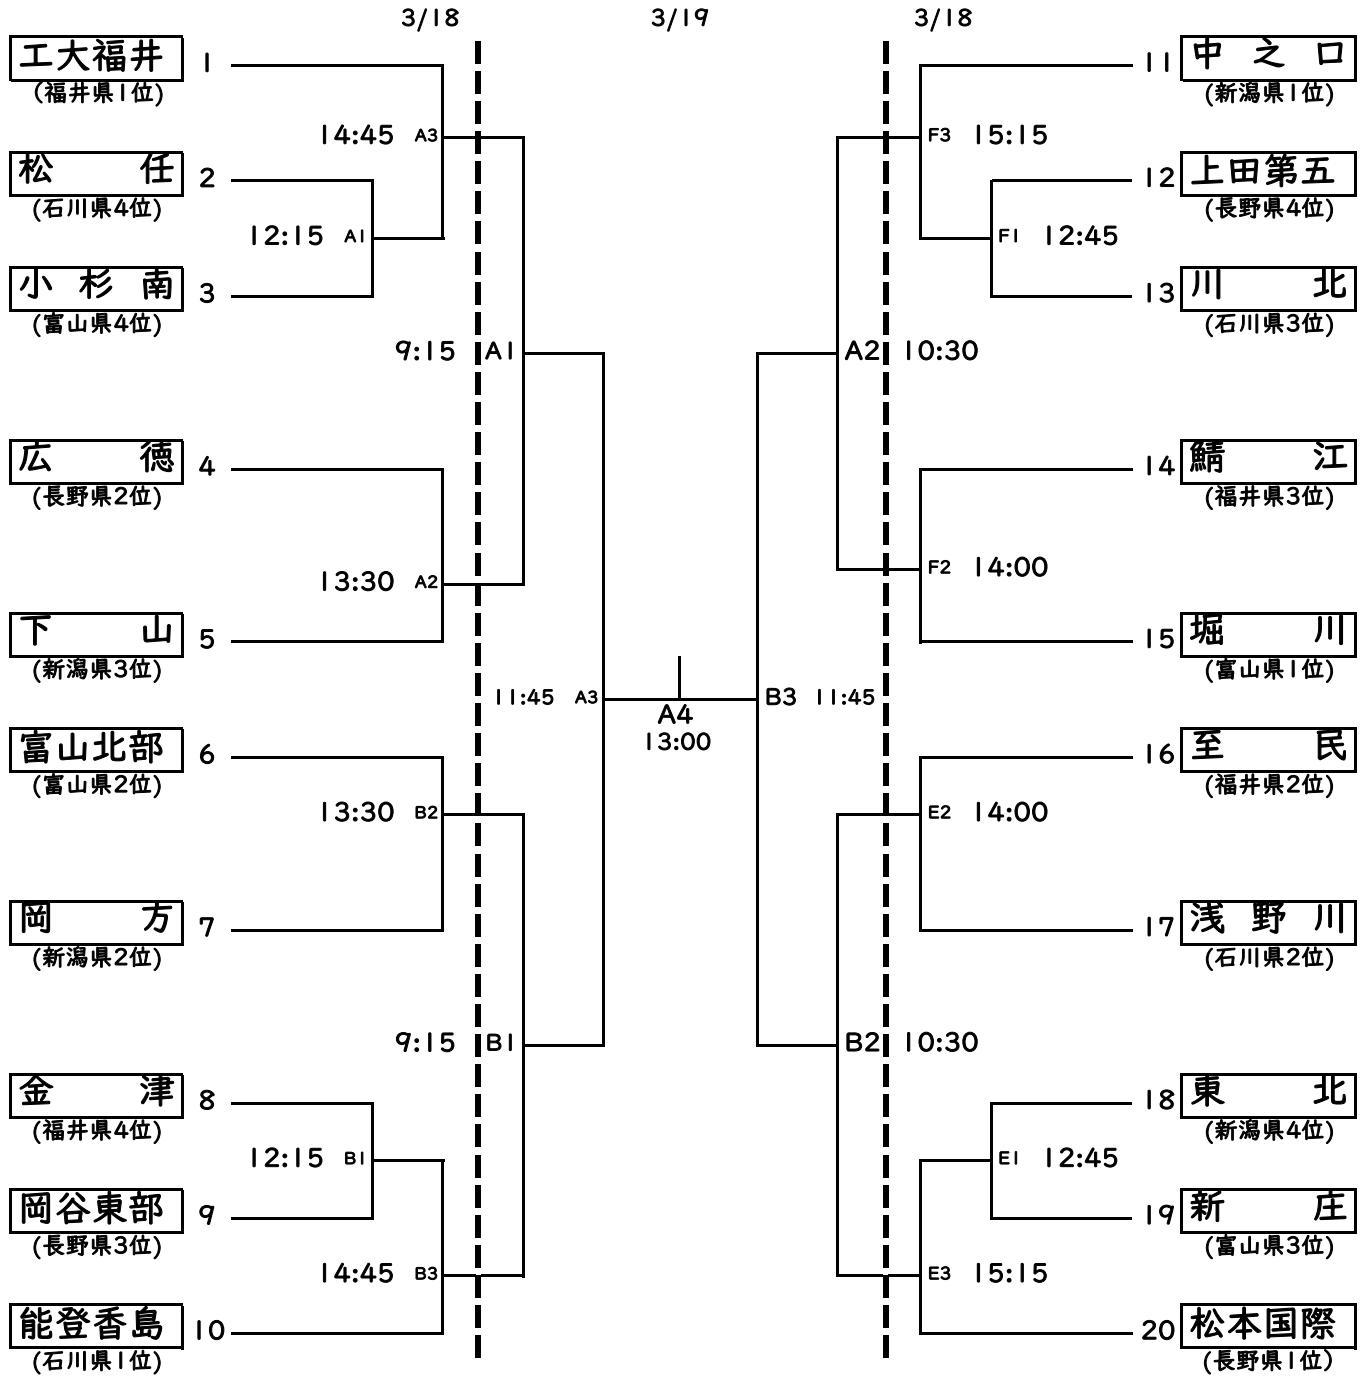 3/18 3/19 3/18
工大福井 1
(福井県1位)
14:45 A3
松任 2
(石川県4位)
12:15 A1
小杉南 3
(富山県4位)
9:15 A1
広徳 4
(長野県2位)
13:30 A2
下山 5
(新潟県3位)
11:45 A3
富山北部 6
(富山県2位)
13:30 B2
岡方 7
(新潟県2位)
9:15 B1
金津 8
(福井県4位)
12:15 B1
岡谷東部 9
(長野県3位)
14:45 B3
能登香島 10
(石川県1位)
A4
13:00
11 中之口
(新潟県1位)
F3 15:15
12 上田第五
(長野県4位)
F1 12:45
13 川北
(石川県3位)
A2 10:30
14 鯖江
(福井県3位)
F2 14:00
15 堀川
(富山県1位)
B3 11:45
16 至民
(福井県2位)
E2 14:00
17 浅野川
(石川県2位)
B2 10:30
18 東北
(新潟県4位)
E1 12:45
19 新庄
(富山県3位)
E3 15:15
20 松本国際
(長野県1位)